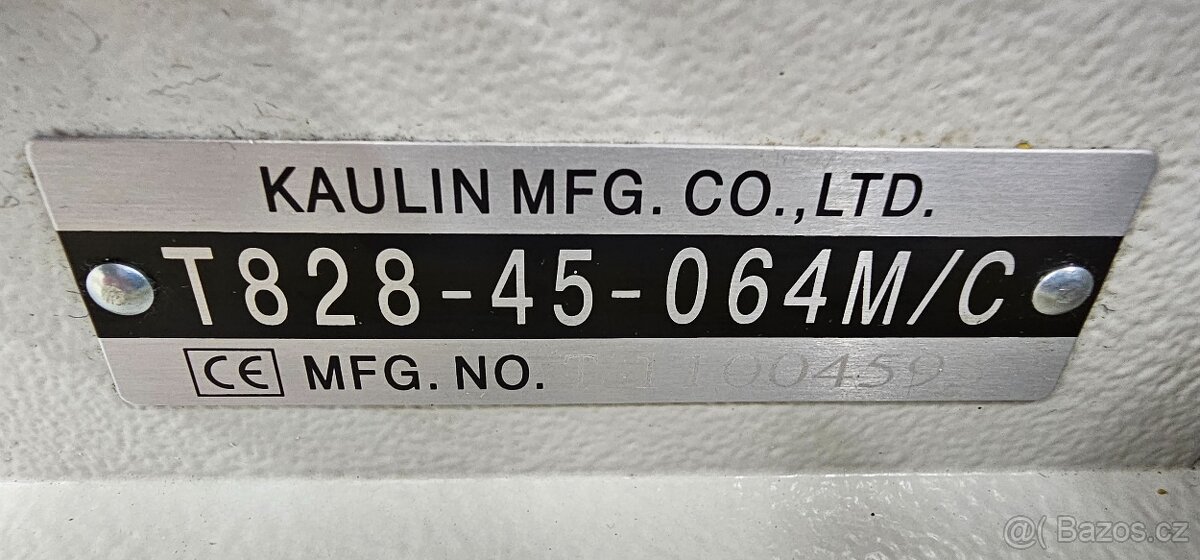 KAULIN MFG. CO.,LTD.
T828-45-064M/C
CE MFG. NO.
@( Bazos.cz